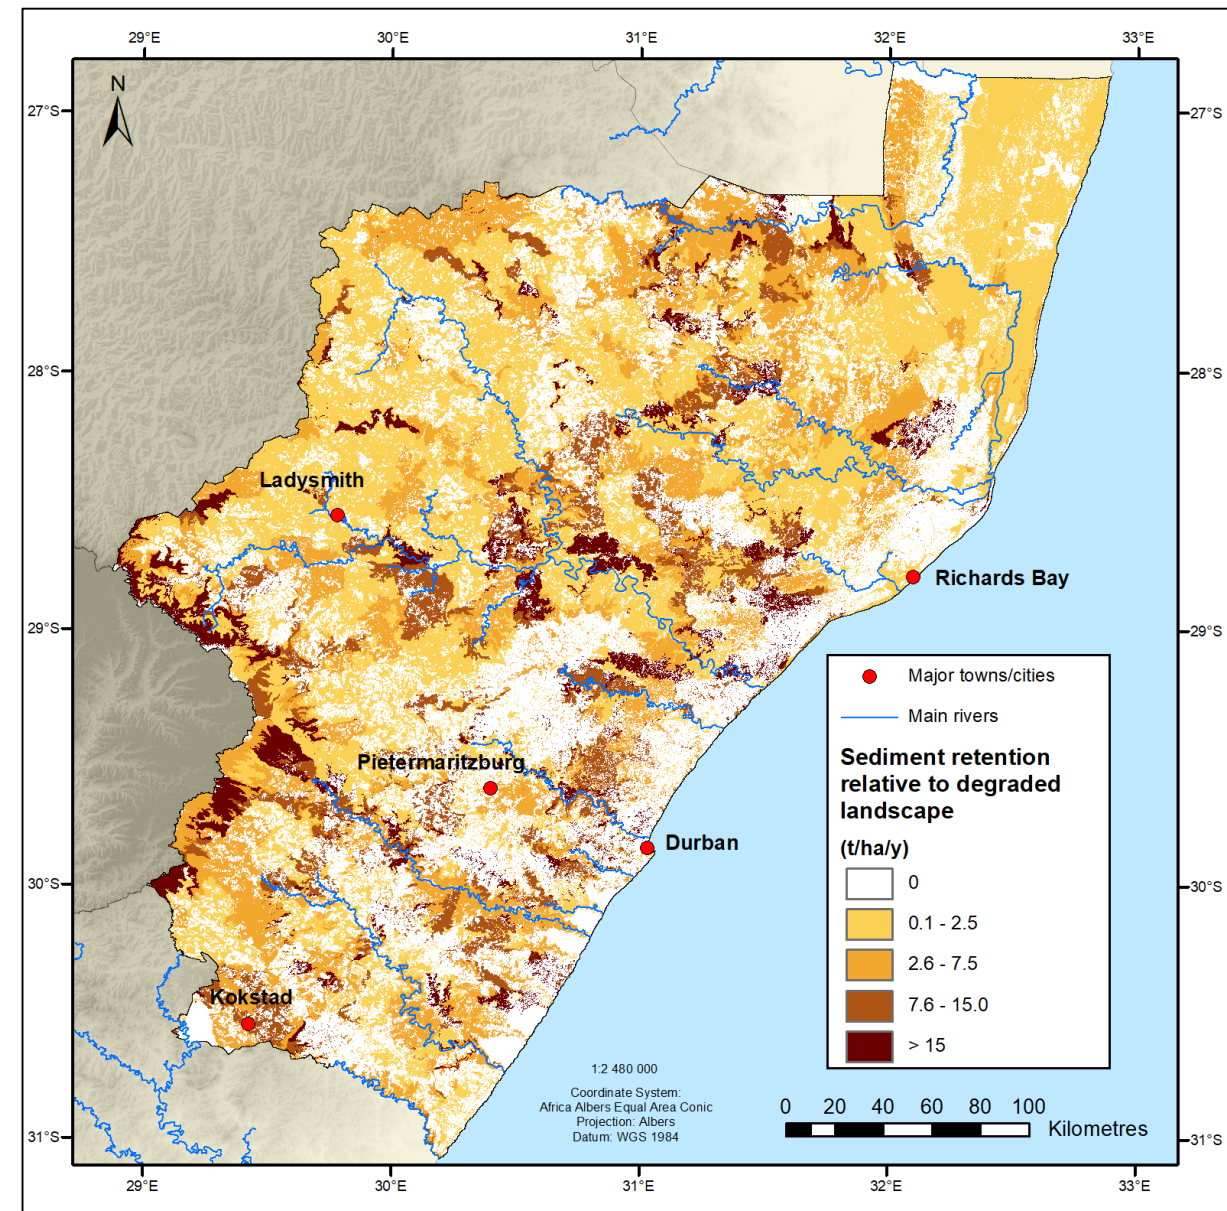 29°E 30°E 31°E 32°E 33°E
N
27°S 27°S
28°S 28°S
Ladysmith
Richards Bay
29°S 29°S
Major towns/cities
Main rivers
Sediment retention
relative to degraded
landscape
(t/ha/y)
Pietermaritzburg
Durban
0
30°S 30°S
0.1 - 2.5
2.6 - 7.5
Kokstad
7.6 - 15.0
> 15
1:2 480 000
Coordinate System:
Africa Albers Equal Area Conic
Projection: Albers
Datum: WGS 1984
0 20 40 60 80 100
Kilometres
31°S 31°S
29°E 30°E 31°E 32°E 33°E